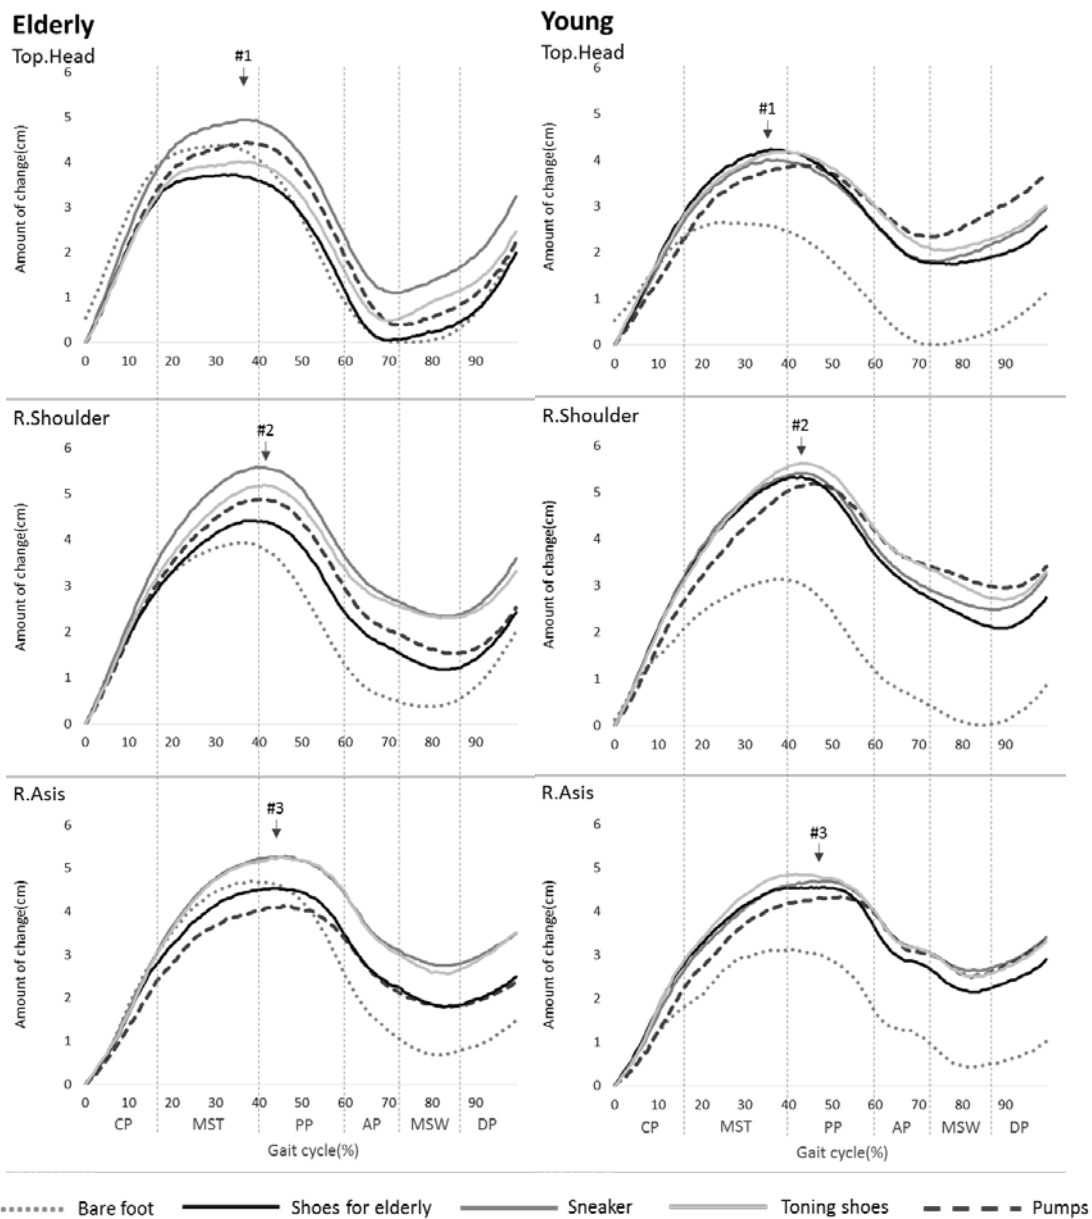 Elderly
Young
Top.Head
Top.Head
#1
#1
Amount of change(cm)
6
5
4
3
2
1
0
0 10 20 30 40 50 60 70 80 90
Amount of change(cm)
6
5
4
3
2
1
0
0 10 20 30 40 50 60 70 80 90
R.Shoulder
R.Shoulder
#2
#2
Amount of change(cm)
6
5
4
3
2
1
0
0 10 20 30 40 50 60 70 80 90
Amount of change(cm)
6
5
4
3
2
1
0
0 10 20 30 40 50 60 70 80 90
R.Asis
R.Asis
#3
#3
Amount of change(cm)
6
5
4
3
2
1
0
0 10 20 30 40 50 60 70 80 90
CP MST PP AP MSW DP
Gait cycle(%)
Amount of change(cm)
6
5
4
3
2
1
0
0 10 20 30 40 50 60 70 80 90
CP MST PP AP MSW DP
Gait cycle(%)
Bare foot Shoes for elderly Sneaker Toning shoes Pumps